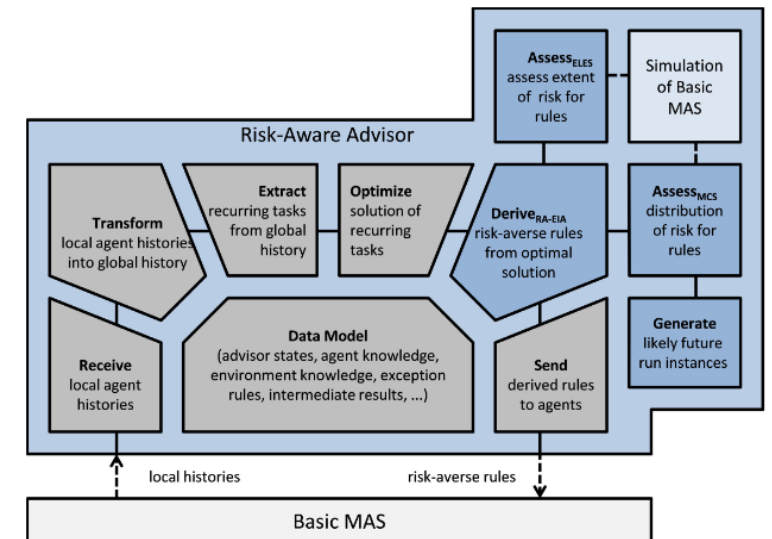 Assess_ELES
assess extent
of risk for
rules
Simulation
of Basic
MAS
Risk-Aware Advisor
Transform
local agent histories
into global history
Extract
recurring tasks
from global
history
Optimize
solution of
recurring
tasks
Derive_RA-EIA
risk-averse rules
from optimal
solution
Assess_MCS
distribution
of risk for
rules
Receive
local agent
histories
Data Model
(advisor states, agent knowledge,
environment knowledge, exception
rules, intermediate results, ...)
Send
derived rules
to agents
Generate
likely future
run instances
local histories
risk-averse rules
Basic MAS